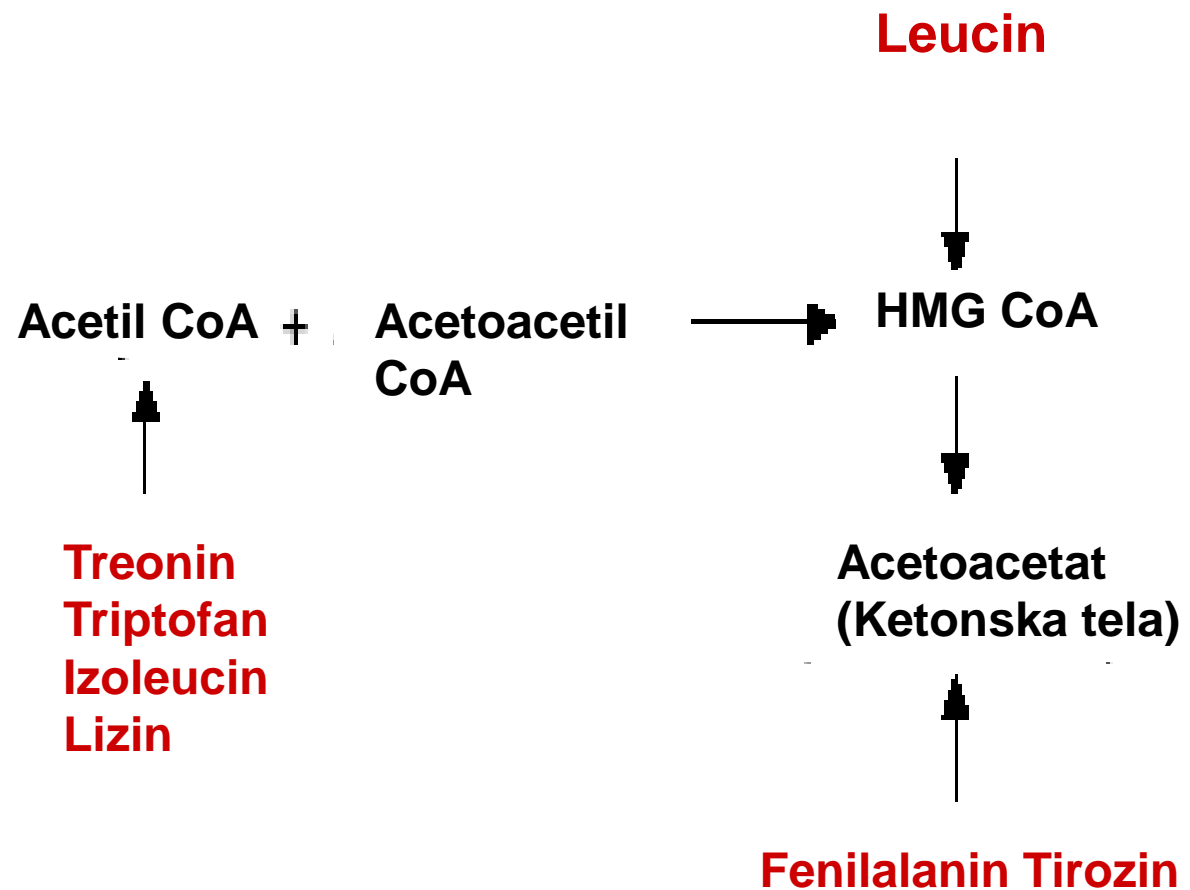 Leucin
Acetil CoA + Acetoacetil CoA
HMG CoA
Treonin
Triptofan
Izoleucin
Lizin
Acetoacetat
(Ketonska tela)
Fenilalanin Tirozin